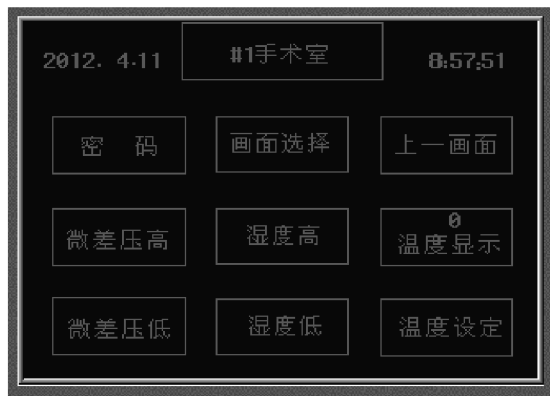 2012. 4.11
#1手术室
8:57;51
密 码
画面选择
上一画面
微差压高
湿度高
0
温度显示
微差压低
湿度低
温度设定